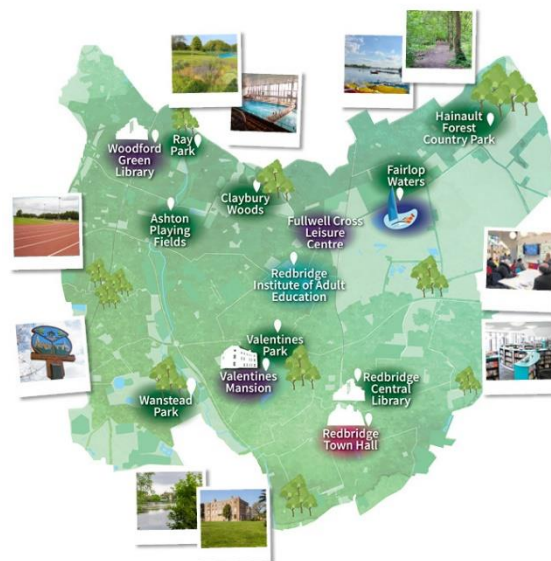 Hainault
Forest
Country Park
Woodford
Green
Library
Ray
Park
Claybury
Woods
Fairlop
Waters
Ashton
Playing
Fields
Fullwell Cross
Leisure
Centre
Redbridge
Institute of Adult
Education
Valentines
Park
Valentines
Mansion
Wanstead
Park
Redbridge
Central
Library
Redbridge
Town Hall